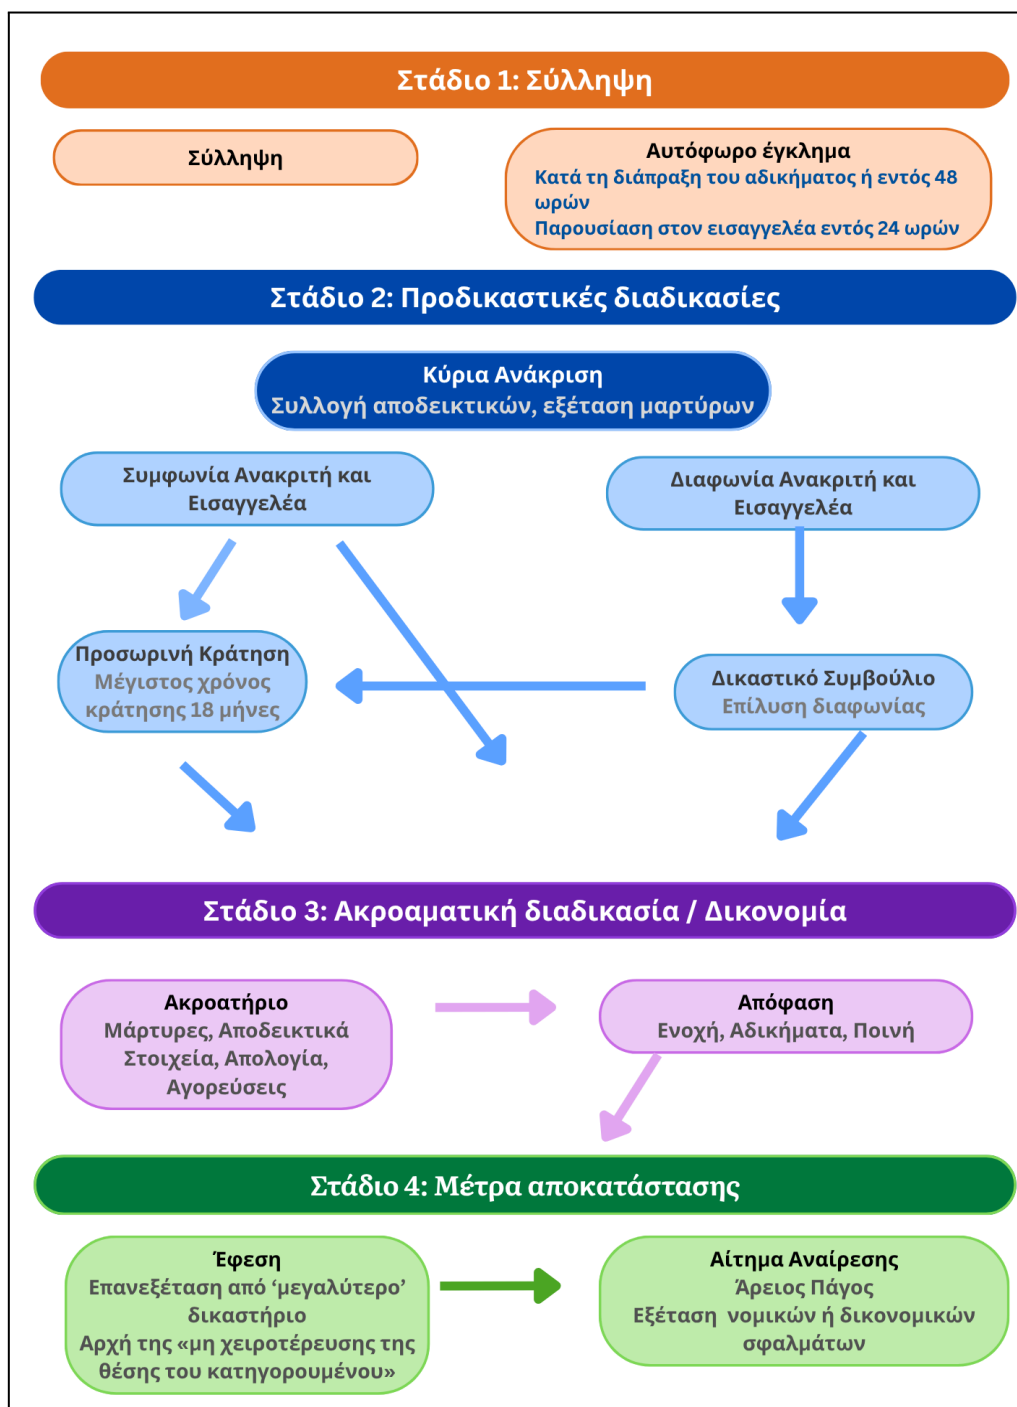 Στάδιο 1: Σύλληψη
Σύλληψη
Αυτόφωρο έγκλημα
Κατά τη διάπραξη του αδικήματος ή εντός 48
ωρών
Παρουσίαση στον εισαγγελέα εντός 24 ωρών
Στάδιο 2: Προδικαστικές διαδικασίες
Κύρια Ανάκριση
Συλλογή αποδεικτικών, εξέταση μαρτύρων
Συμφωνία Ανακριτή και
Εισαγγελέα
Διαφωνία Ανακριτή και
Εισαγγελέα
Προσωρινή Κράτηση
Μέγιστος χρόνος
κράτησης 18 μήνες
Δικαστικό Συμβούλιο
Επίλυση διαφωνίας
Στάδιο 3: Ακροαματική διαδικασία / Δικονομία
Ακροατήριο
Μάρτυρες, Αποδεικτικά
Στοιχεία, Απολογία,
Αγορεύσεις
Απόφαση
Ενοχή, Αδικήματα, Ποινή
Στάδιο 4: Μέτρα αποκατάστασης
Έφεση
Επανεξέταση από ‘μεγαλύτερο’
δικαστήριο
Αρχή της «μη χειροτέρευσης της
θέσης του κατηγορουμένου»
Αίτημα Αναίρεσης
Άρειος Πάγος
Εξέταση νομικών ή δικονομικών
σφαλμάτων